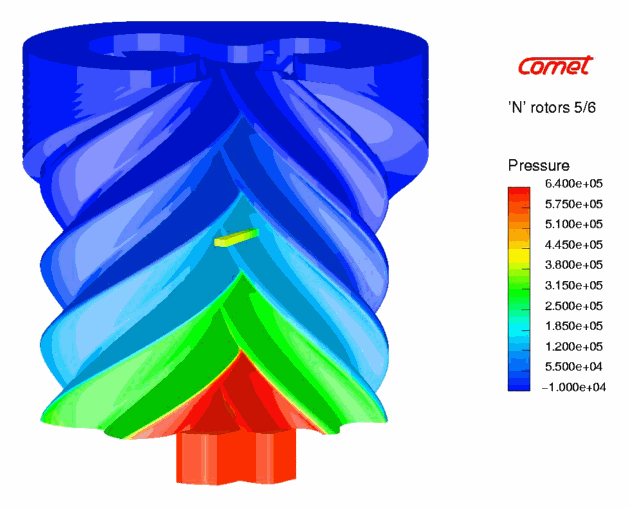 comet
'N' rotors 5/6
Pressure
6.400e+05
5.750e+05
5.100e+05
4.450e+05
3.800e+05
3.150e+05
2.500e+05
1.850e+05
1.200e+05
5.500e+04
−1.000e+04